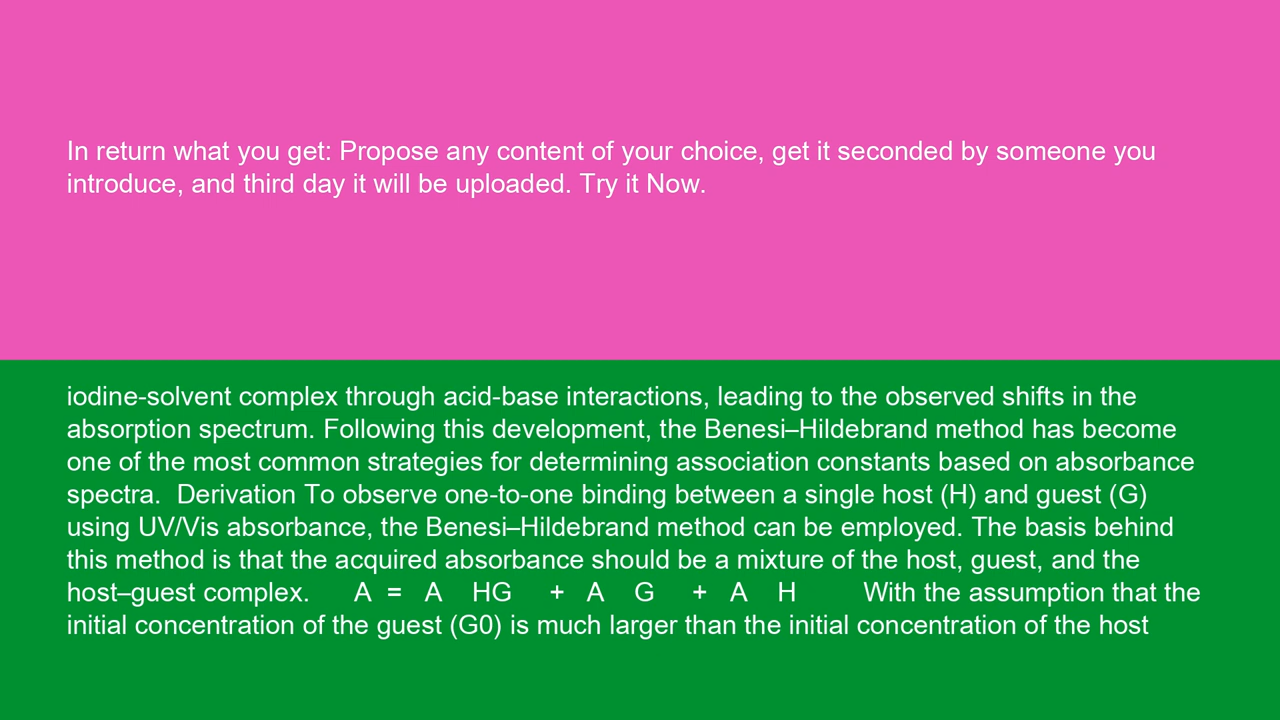 In return what you get: Propose any content of your choice, get it seconded by someone you
introduce, and third day it will be uploaded. Try it Now.
iodine-solvent complex through acid-base interactions, leading to the observed shifts in the
absorption spectrum. Following this development, the Benesi–Hildebrand method has become
one of the most common strategies for determining association constants based on absorbance
spectra.  Derivation To observe one-to-one binding between a single host (H) and guest (G)
using UV/Vis absorbance, the Benesi–Hildebrand method can be employed. The basis behind
this method is that the acquired absorbance should be a mixture of the host, guest, and the
host–guest complex.      A  =   A    HG     +   A    G     +   A    H         With the assumption that the
initial concentration of the guest (G0) is much larger than the initial concentration of the host